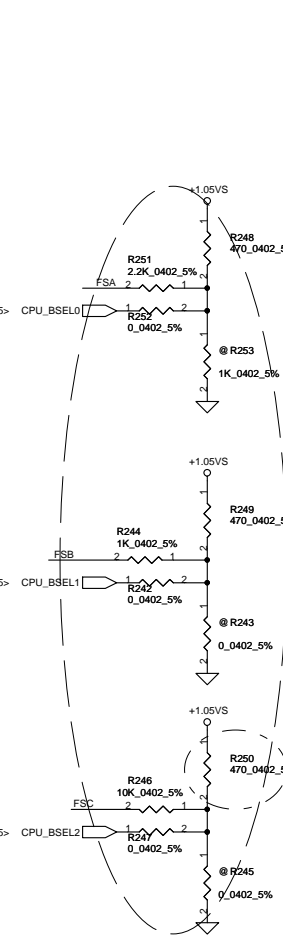 +1.05VS
1
R248
470_0402_5
2
R251
2.2K_0402_5%
FSA 2 1
5> CPU_BSEL0 1 2
R252
0_0402_5%
1
@ R253
1K_0402_5%
2
+1.05VS
1
R249
470_0402_5
2
R244
1K_0402_5%
FSB 2 1
5> CPU_BSEL1 1 2
R242
0_0402_5%
1
@ R243
0_0402_5%
2
+1.05VS
1
R250
470_0402_5
2
R246
10K_0402_5%
FSC 2 1
5> CPU_BSEL2 1 2
R247
0_0402_5%
1
@ R245
0_0402_5%
2